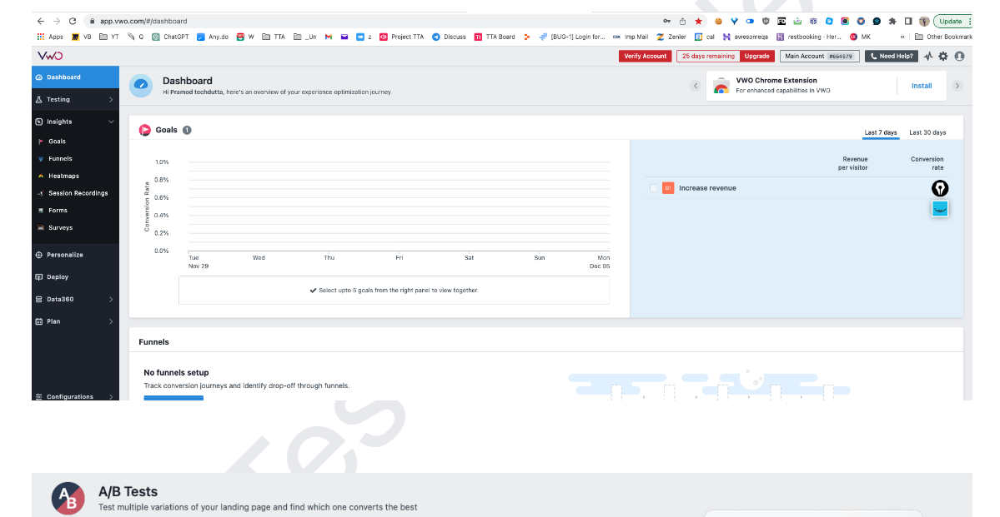 app.vwo.com/#/dashboard
Update
Apps VB YT Q ChatGPT Any.do W TTA _Un z Project TTA Discuss TTA Board [BUG-1] Login for... Imp Mail Zenler cal awesomeqa restbooking - Her... MK » Other Bookmark
VWO
Verify Account 25 days remaining Upgrade Main Account #664579 Need Help?
Dashboard
Testing
Insights
Goals
Funnels
Heatmaps
Session Recordings
Forms
Surveys
Personalize
Deploy
Data360
Plan
Configurations
Dashboard
Hi Pramod techdutta, here's an overview of your experience optimization journey
VWO Chrome Extension
For enhanced capabilities in VWO
Install
Goals 1
Last 7 days Last 30 days
Conversion Rate
1.0%
0.8%
0.6%
0.4%
0.2%
0.0%
Tue Wed Thu Fri Sat Sun Mon
Nov 29 Dec 05
Select upto 5 goals from the right panel to view together.
Revenue per visitor
Conversion rate
G1 Increase revenue
Funnels
No funnels setup
Track conversion journeys and identify drop-off through funnels.
Tes
A/B Tests
Test multiple variations of your landing page and find which one converts the best